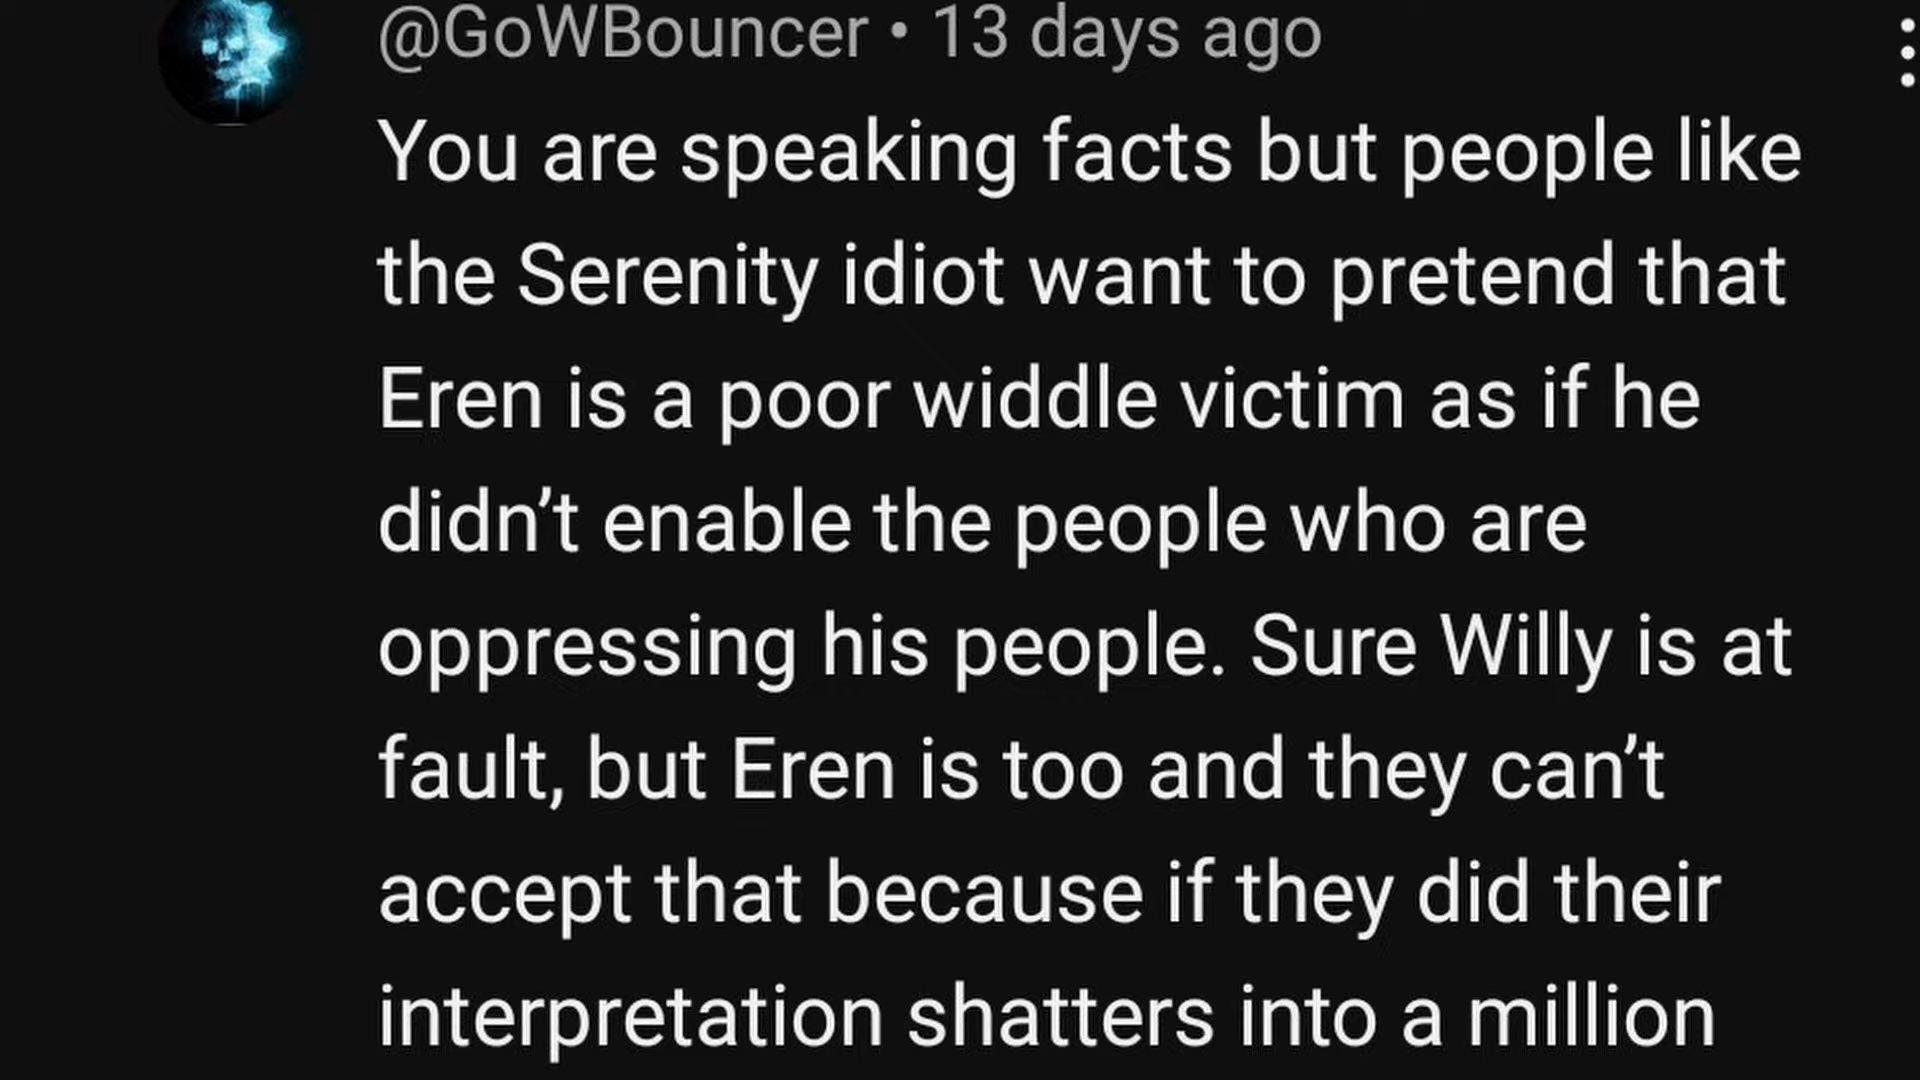 @GoWBouncer • 13 days ago
You are speaking facts but people like
the Serenity idiot want to pretend that
Eren is a poor widdle victim as if he
didn’t enable the people who are
oppressing his people. Sure Willy is at
fault, but Eren is too and they can’t
accept that because if they did their
interpretation shatters into a million